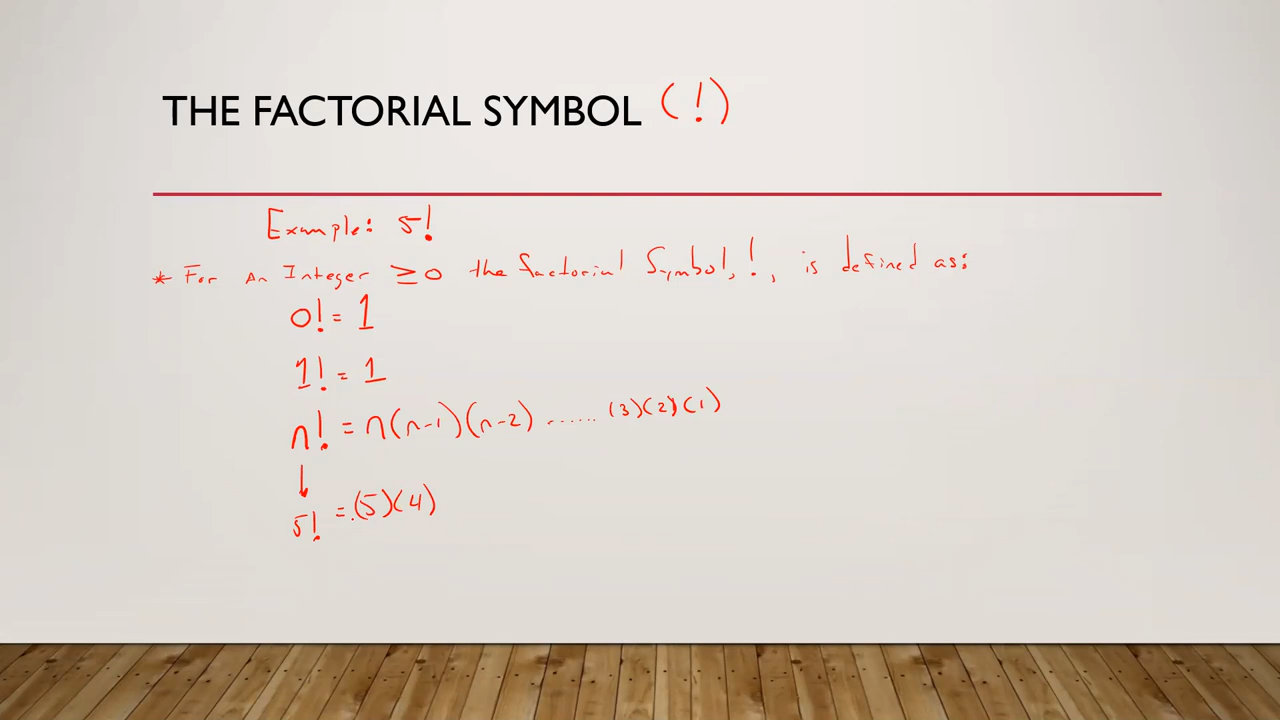 THE FACTORIAL SYMBOL (!)
Example: 5!
* For An Integer ≥0 the factorial Symbol, !, is defined as:
0! = 1
1! = 1
n! = n(n-1)(n-2) ...... (3)(2)(1)
↓
5! = (5)(4)